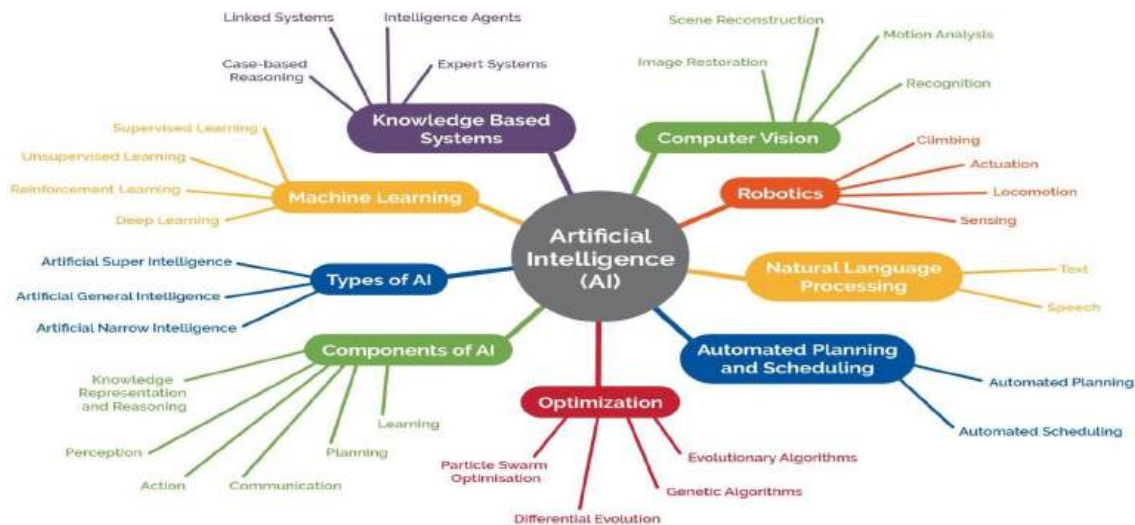 Linked Systems
Intelligence Agents
Case-based
Reasoning
Expert Systems
Knowledge Based
Systems
Scene Reconstruction
Motion Analysis
Image Restoration
Recognition
Computer Vision
Supervised Learning
Unsupervised Learning
Reinforcement Learning
Deep Learning
Machine Learning
Climbing
Actuation
Locomotion
Sensing
Robotics
Artificial
Intelligence
(AI)
Artificial Super Intelligence
Artificial General Intelligence
Artificial Narrow Intelligence
Types of AI
Natural Language
Processing
Text
Speech
Components of AI
Knowledge
Representation
and Reasoning
Perception
Action
Communication
Planning
Learning
Automated Planning
and Scheduling
Automated Planning
Automated Scheduling
Optimization
Particle Swarm
Optimisation
Differential Evolution
Genetic Algorithms
Evolutionary Algorithms